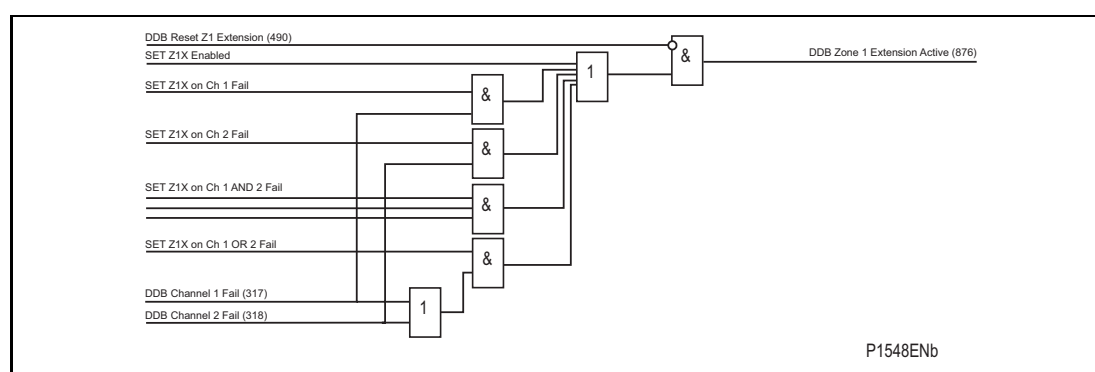 DDB Reset Z1 Extension (490)
SET Z1X Enabled
DDB Zone 1 Extension Active (876)
&
1
SET Z1X on Ch 1 Fail
&
SET Z1X on Ch 2 Fail
&
SET Z1X on Ch 1 AND 2 Fail
&
SET Z1X on Ch 1 OR 2 Fail
&
DDB Channel 1 Fail (317)
1
DDB Channel 2 Fail (318)
P1548ENb